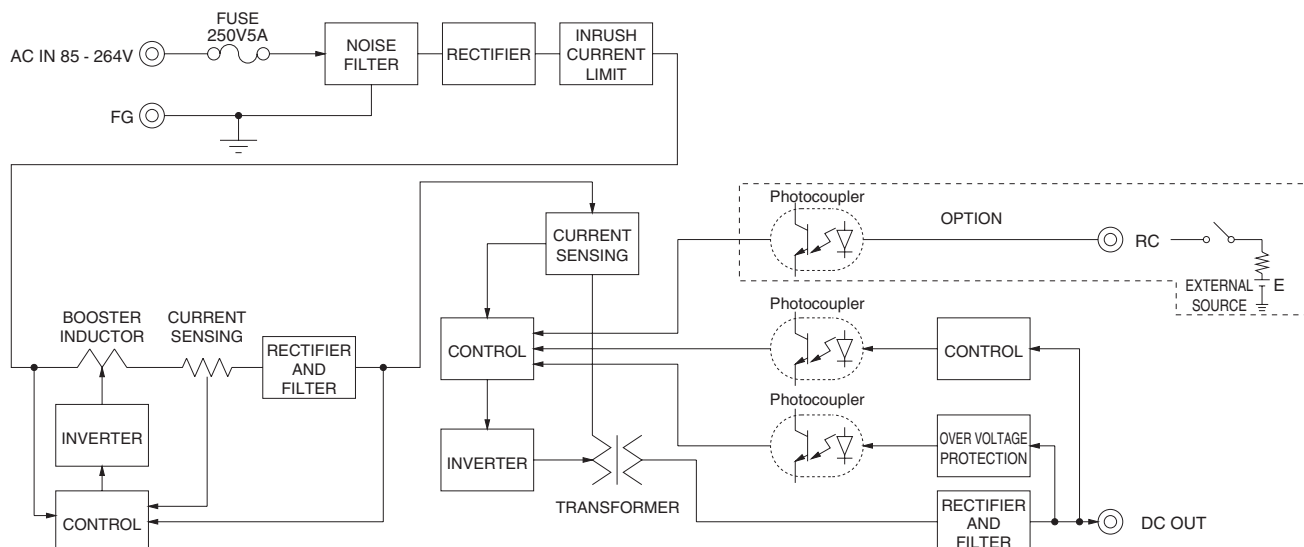 FUSE
250V5A
AC IN 85 - 264V
NOISE
FILTER
RECTIFIER
INRUSH
CURRENT
LIMIT
FG
Photocoupler
OPTION
RC
EXTERNAL
SOURCE
E
CURRENT
SENSING
BOOSTER
INDUCTOR
CURRENT
SENSING
RECTIFIER
AND
FILTER
CONTROL
Photocoupler
CONTROL
INVERTER
INVERTER
Photocoupler
OVER VOLTAGE
PROTECTION
TRANSFORMER
CONTROL
RECTIFIER
AND
FILTER
DC OUT